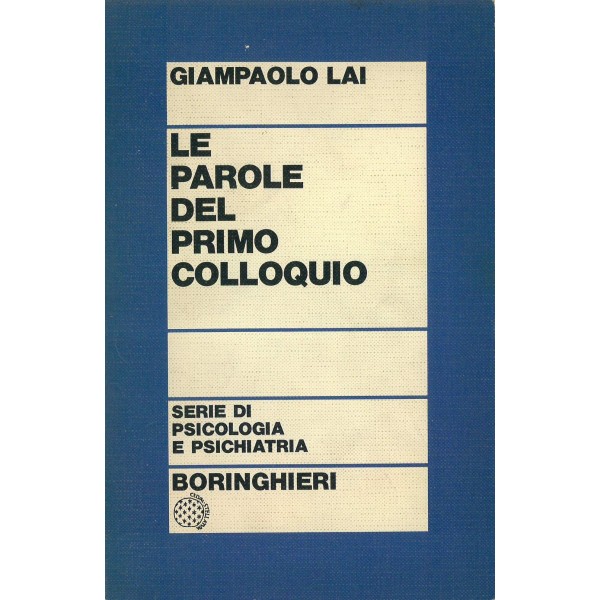 GIAMPAOLO LAI
LE
PAROLE
DEL
PRIMO
COLLOQUIO
SERIE DI
PSICOLOGIA
E PSICHIATRIA
BORINGHIERI